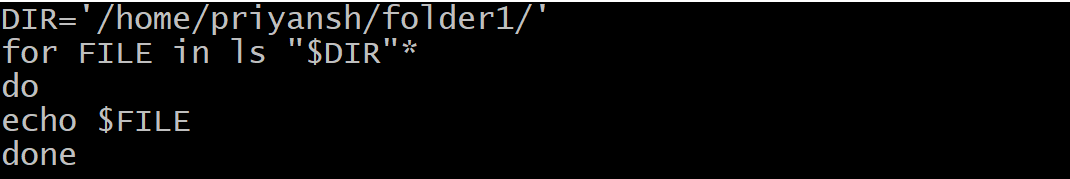 DIR='/home/priyansh/folder1/'
for FILE in ls "$DIR"*
do
echo $FILE
done